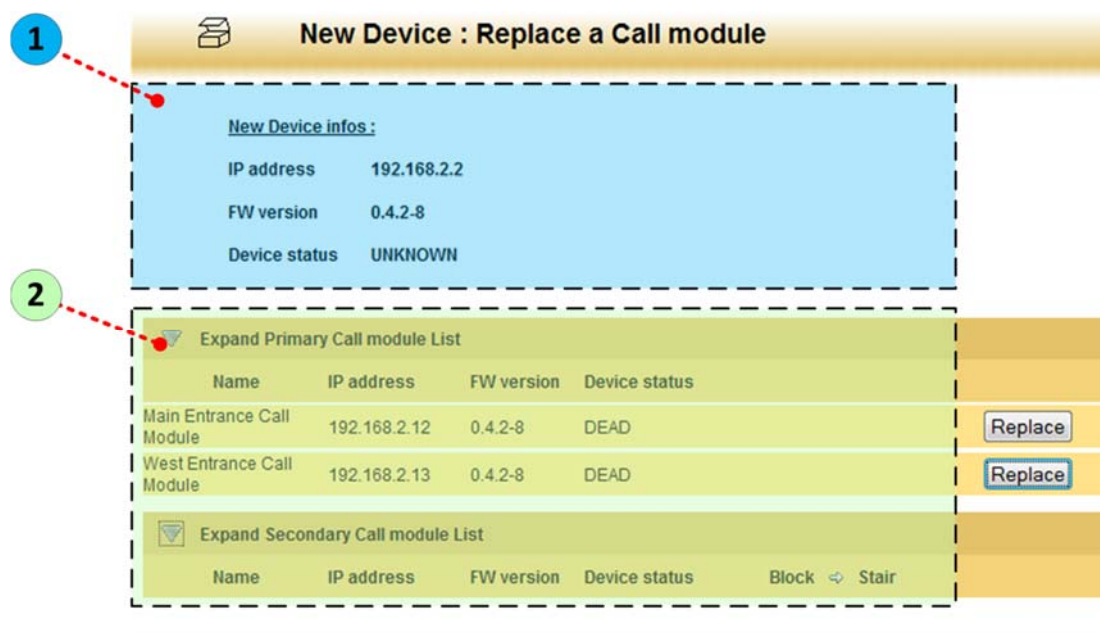 1
New Device : Replace a Call module
New Device infos :
IP address 192.168.2.2
FW version 0.4.2-8
Device status UNKNOWN
2
Expand Primary Call module List
Name IP address FW version Device status
Main Entrance Call
Module 192.168.2.12 0.4.2-8 DEAD Replace
West Entrance Call
Module 192.168.2.13 0.4.2-8 DEAD Replace
Expand Secondary Call module List
Name IP address FW version Device status Block ⇨ Stair